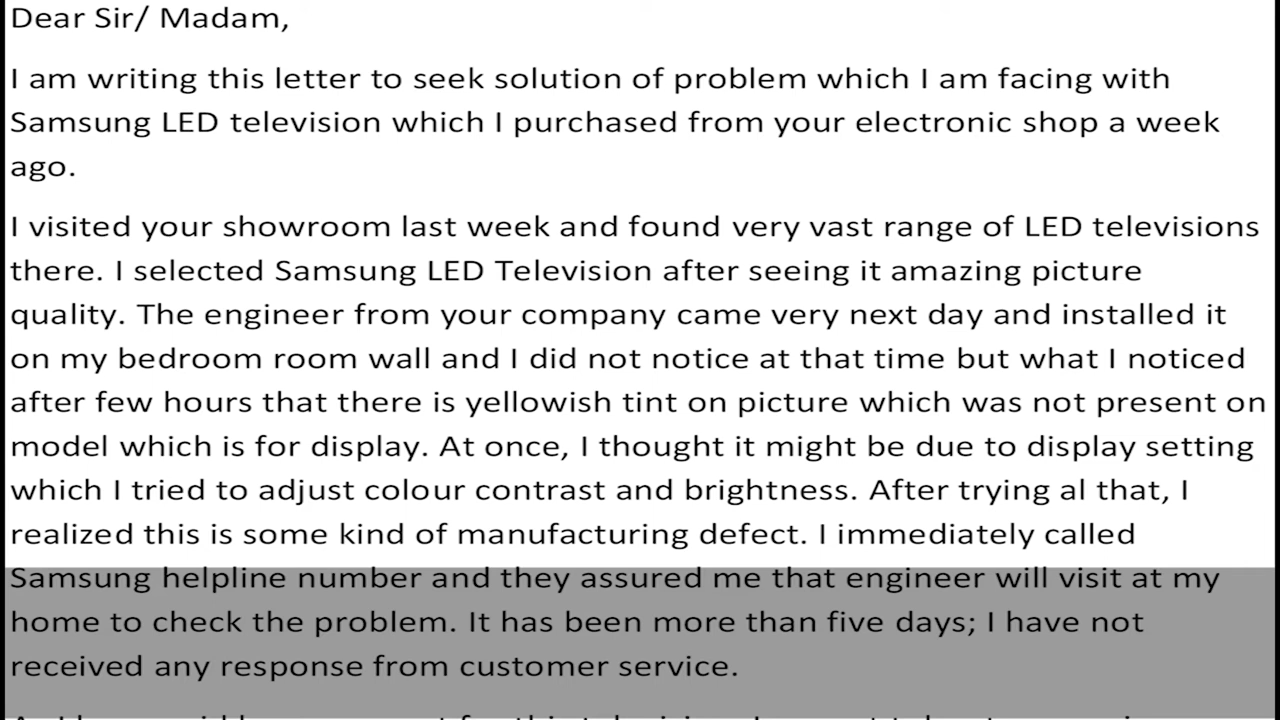 Dear Sir/ Madam,
I am writing this letter to seek solution of problem which I am facing with
Samsung LED television which I purchased from your electronic shop a week
ago.
I visited your showroom last week and found very vast range of LED televisions
there. I selected Samsung LED Television after seeing it amazing picture
quality. The engineer from your company came very next day and installed it
on my bedroom room wall and I did not notice at that time but what I noticed
after few hours that there is yellowish tint on picture which was not present on
model which is for display. At once, I thought it might be due to display setting
which I tried to adjust colour contrast and brightness. After trying al that, I
realized this is some kind of manufacturing defect. I immediately called
Samsung helpline number and they assured me that engineer will visit at my
home to check the problem. It has been more than five days; I have not
received any response from customer service.